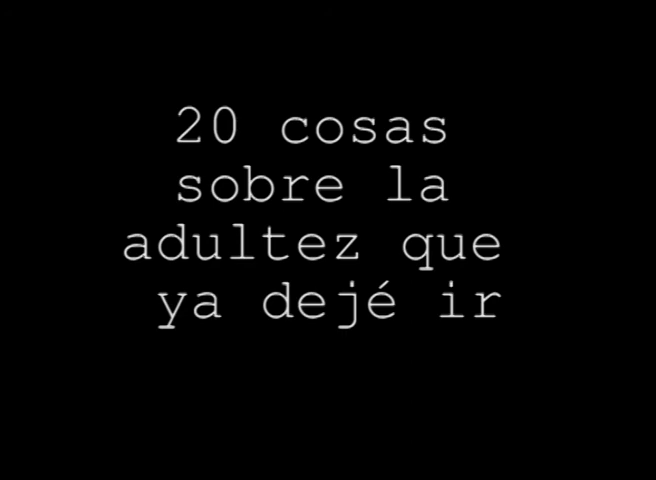 20 cosas
sobre la
adultez que
ya dejé ir